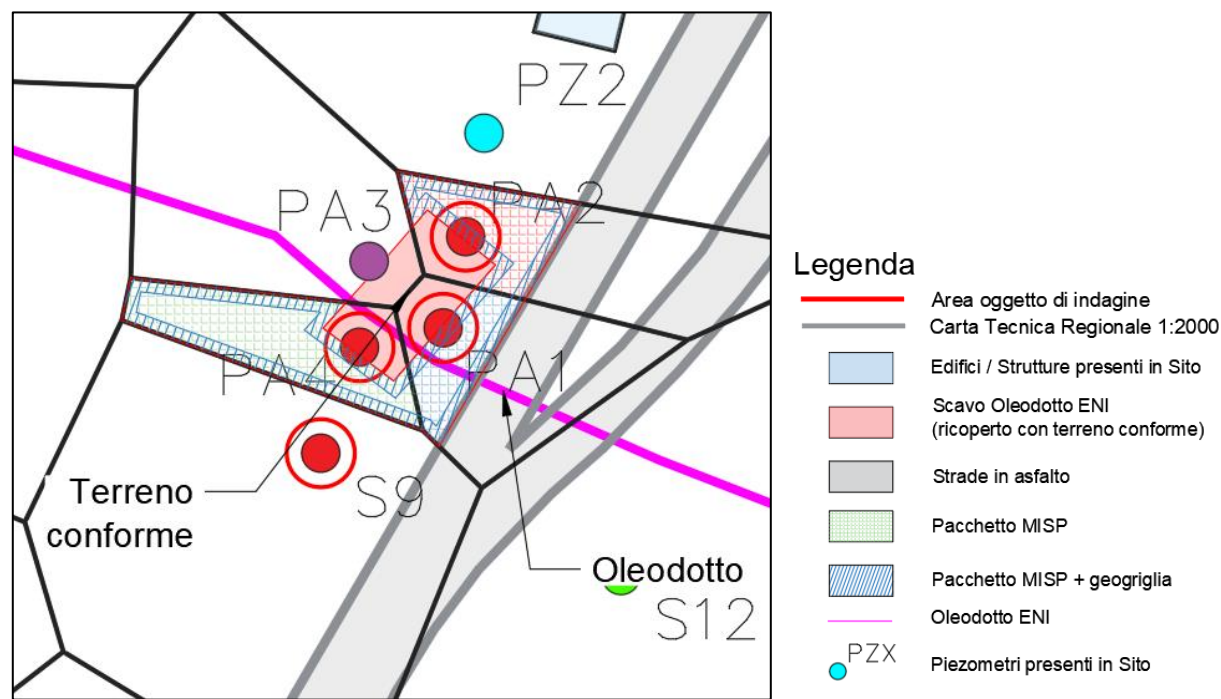 PZ2
PA2
PA3
PA1
PA4
S9
Terreno
conforme
Oleodotto
S12
Legenda
Area oggetto di indagine
Carta Tecnica Regionale 1:2000
Edifici / Strutture presenti in Sito
Scavo Oleodotto ENI
(ricoperto con terreno conforme)
Strade in asfalto
Pacchetto MISP
Pacchetto MISP + geogriglia
Oleodotto ENI
PZX
Piezometri presenti in Sito